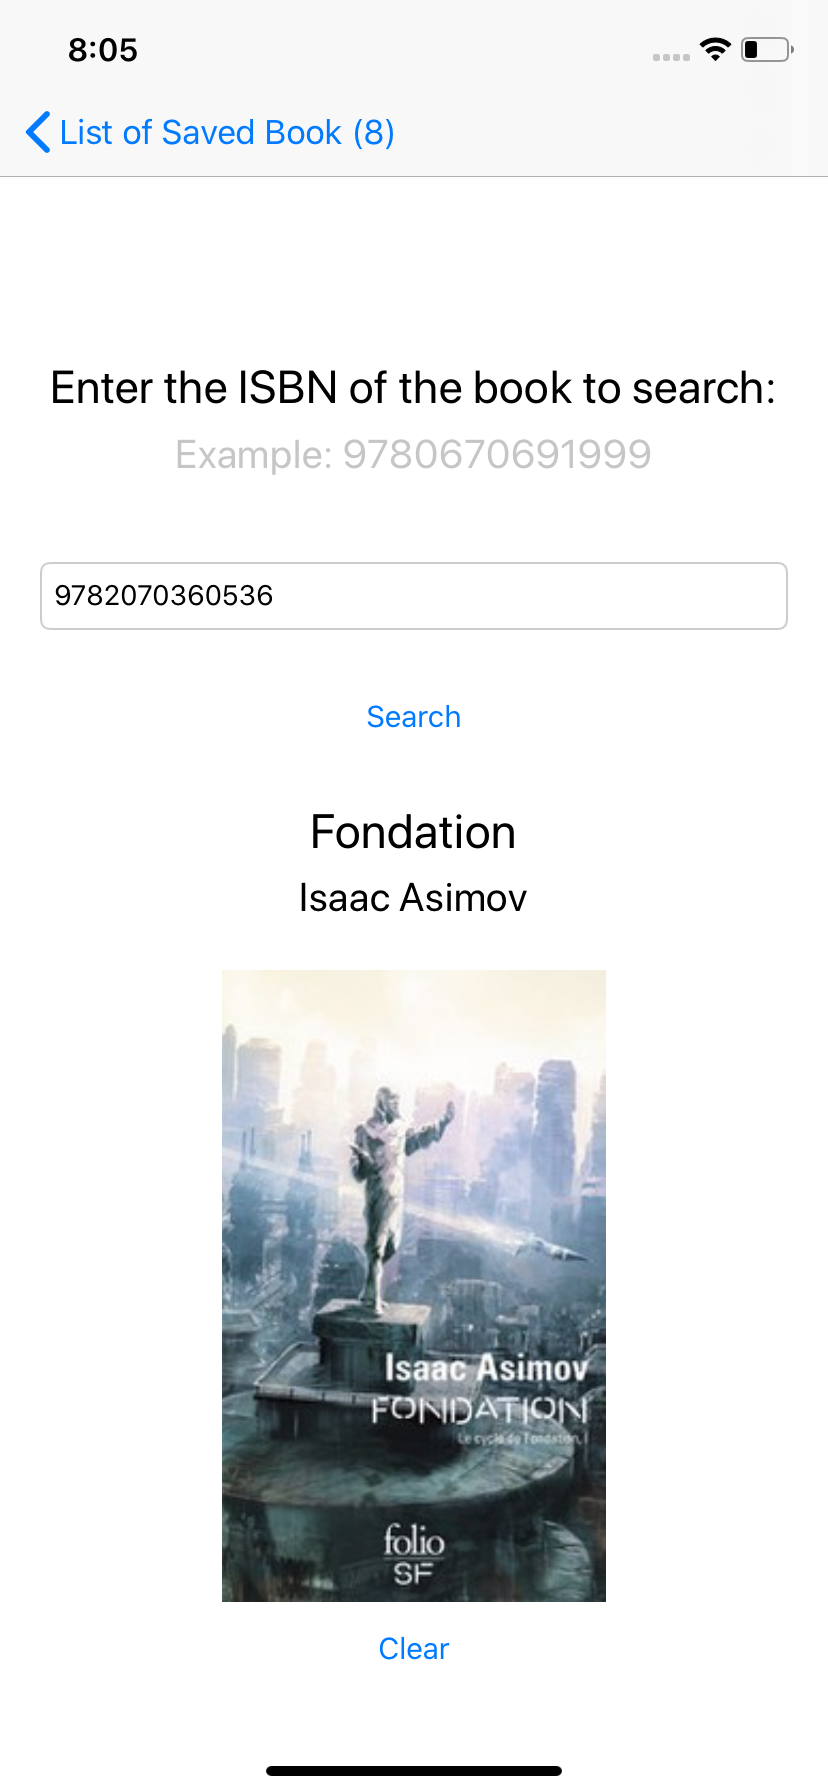 8:05
List of Saved Book (8)
Enter the ISBN of the book to search:
Example: 9780670691999
9782070360536
Search
Fondation
Isaac Asimov
Isaac Asimov
FONDATION
Le cycle de Fondation, I
folio
SF
Clear